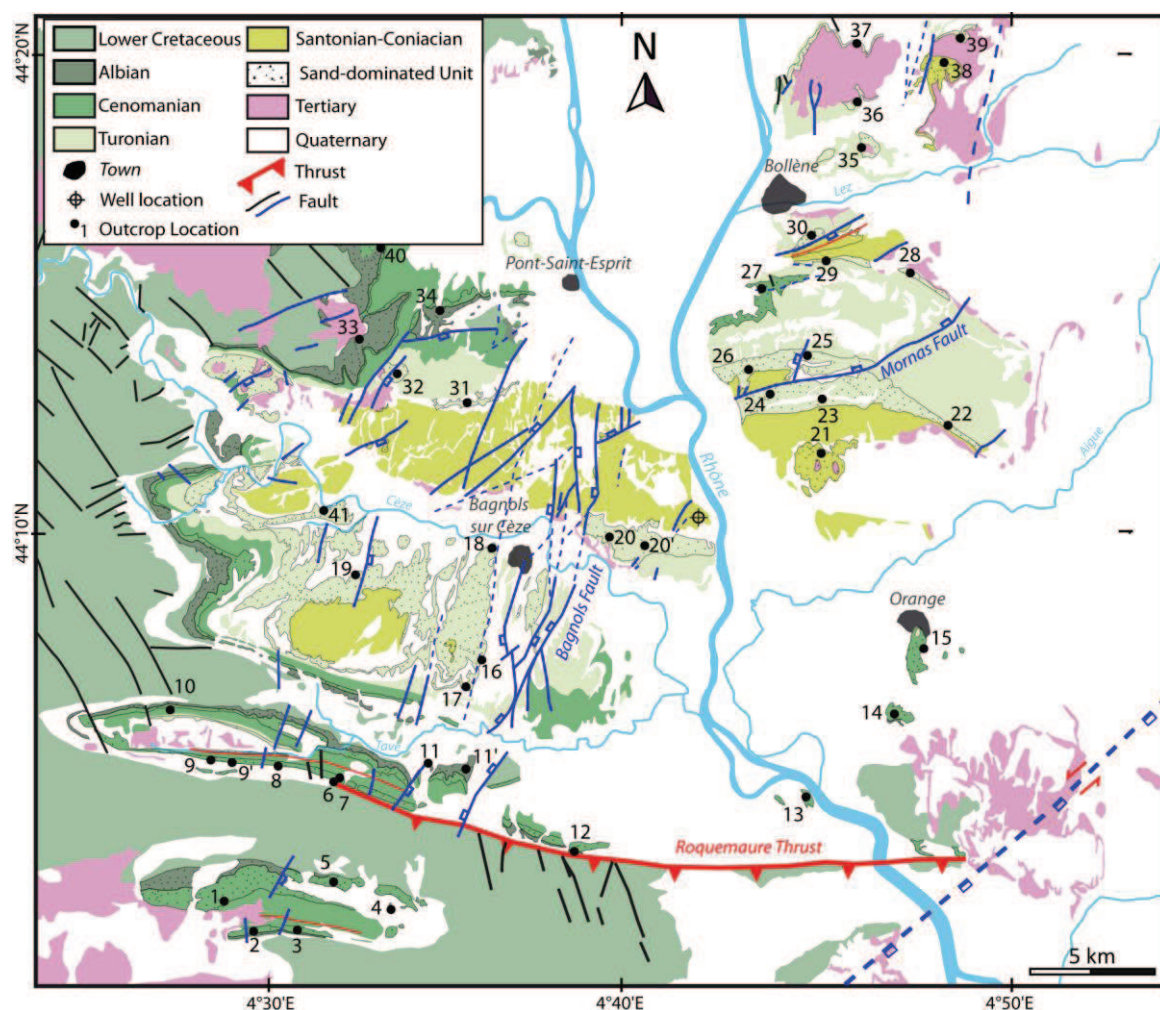 Lower Cretaceous
Albian
Cenomanian
Turonian
Town
Well location
1 Outcrop Location
Santonian-Coniacian
Sand-dominated Unit
Tertiary
Quaternary
Thrust
Fault
N
44°20'N
44°10'N
4°30'E
4°40'E
4°50'E
37
39
38
36
35
Bollène
Lez
30
29
28
27
Pont-Saint-Esprit
40
34
33
32
31
25
26
Mornas Fault
24
23
22
21
Aigue
Rhône
Cèze
Bagnols
sur Cèze
41
18
20
20'
19
Bagnols Fault
16
17
Orange
15
14
10
Tave
11
11'
9
9'
8
6
7
13
12
Roquemaure Thrust
5
1
4
2
3
5 km